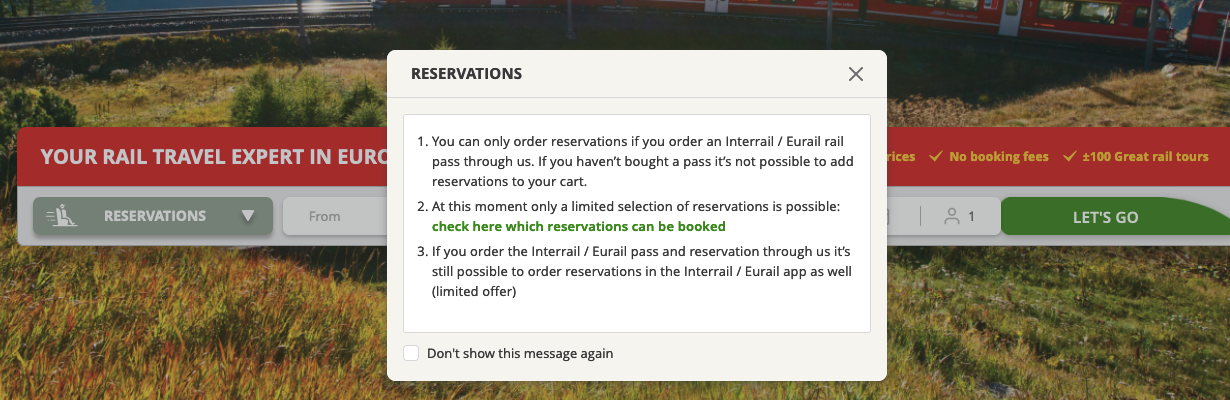 RESERVATIONS
1. You can only order reservations if you order an Interrail / Eurail rail
pass through us. If you haven't bought a pass it's not possible to add
reservations to your cart.
2. At this moment only a limited selection of reservations is possible:
check here which reservations can be booked
3. If you order the Interrail / Eurail pass and reservation through us it's
still possible to order reservations in the Interrail / Eurail app as well
(limited offer)
Don't show this message again
YOUR RAIL TRAVEL EXPERT IN EURO
No booking fees
±100 Great rail tours
RESERVATIONS
From
1
LET'S GO